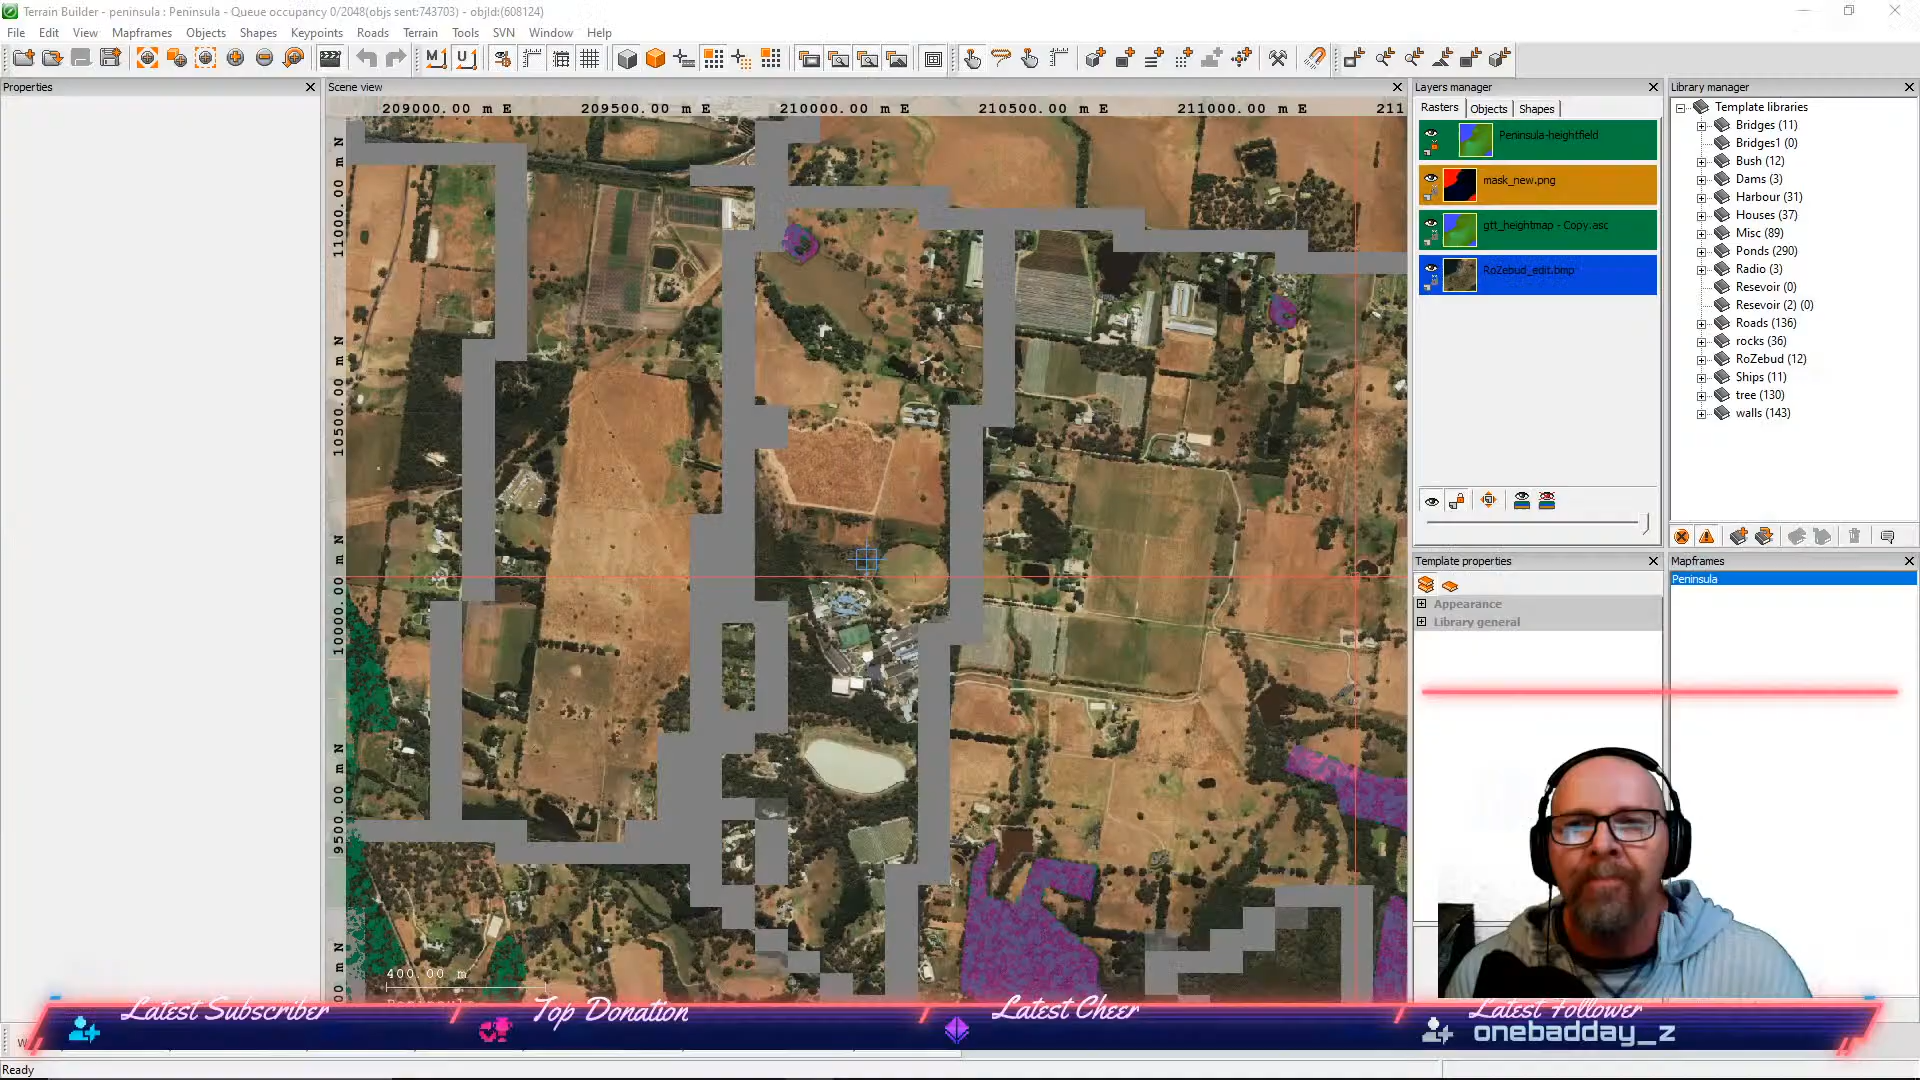 Terrain Builder - peninsula : Peninsula - Queue occupancy 0/2048(objs sent:743703) - objId:(608124)
File Edit View Mapframes Objects Shapes Keypoints Roads Terrain Tools SVN Window Help
Properties
Scene view
209000.00 m E 209500.00 m E 210000.00 m E 210500.00 m E 211000.00 m E 211
11000.00 m N
10500.00 m N
10000.00 m N
9500.00 m N
400.00 m
Layers manager
Rasters Objects Shapes
Peninsula-heightfield
mask_new.png
gtt_heightmap - Copy.asc
RoZebud_edit.bmp
Template properties
Appearance
Library general
Library manager
Template libraries
Bridges (11)
Bridges1 (0)
Bush (12)
Dams (3)
Harbour (31)
Houses (37)
Misc (89)
Ponds (290)
Radio (3)
Resevoir (0)
Resevoir (2) (0)
Roads (136)
rocks (36)
RoZebud (12)
Ships (11)
tree (130)
walls (143)
Mapframes
Peninsula
Latest Subscriber
Top Donation
Latest Cheer
Latest Follower
onebadday_z
Ready